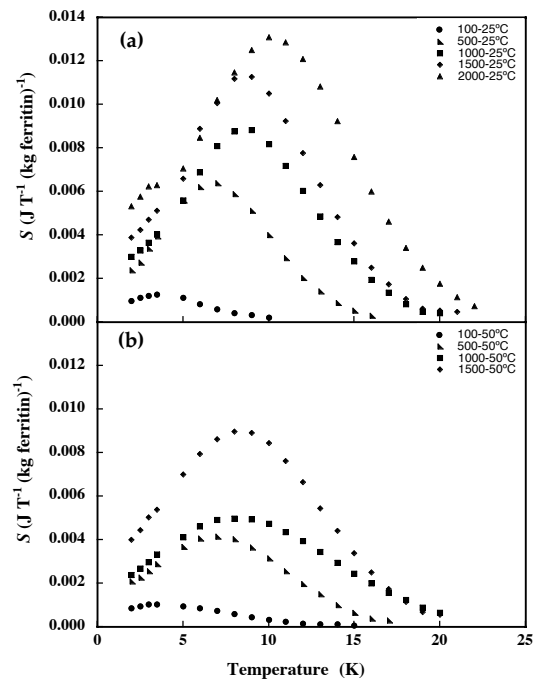 (a)
100-25ºC
500-25ºC
1000-25ºC
1500-25ºC
2000-25ºC
0.014
0.012
0.010
0.008
0.006
0.004
0.002
0.000
S (J T⁻¹ (kg ferritin)⁻¹)
(b)
100-50ºC
500-50ºC
1000-50ºC
1500-50ºC
0.010
0.008
0.006
0.004
0.002
0.000
S (J T⁻¹ (kg ferritin)⁻¹)
0 5 10 15 20 25
Temperature (K)